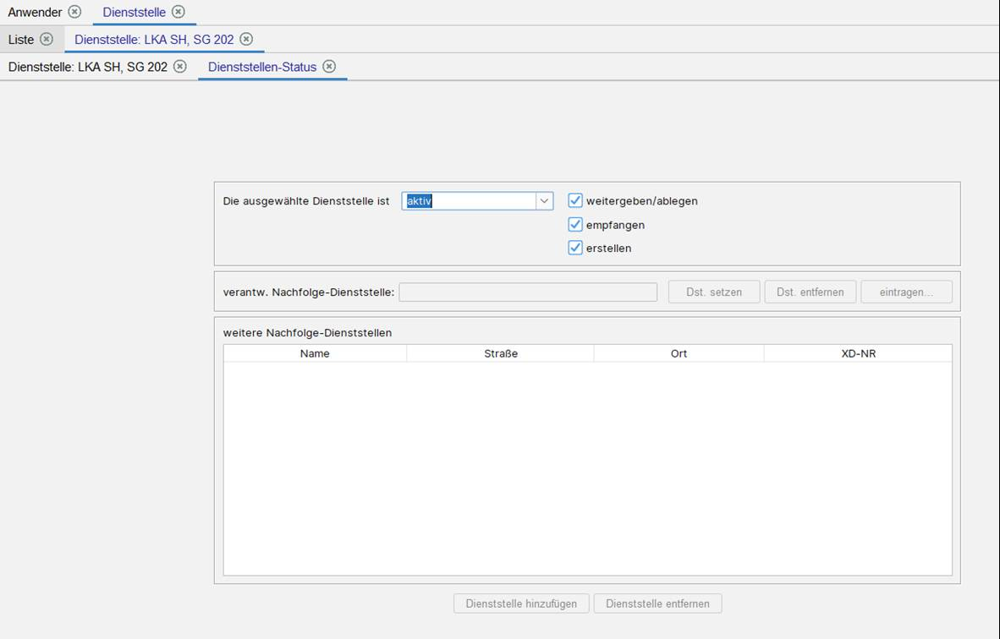 Anwender Dienststelle
Liste Dienststelle: LKA SH, SG 202
Dienststelle: LKA SH, SG 202 Dienststellen-Status
Die ausgewählte Dienststelle ist aktiv weitergeben/ablegen
empfangen
erstellen
verantw. Nachfolge-Dienststelle: Dst. setzen Dst. entfernen eintragen...
weitere Nachfolge-Dienststellen
Name Straße Ort XD-NR
Dienststelle hinzufügen Dienststelle entfernen